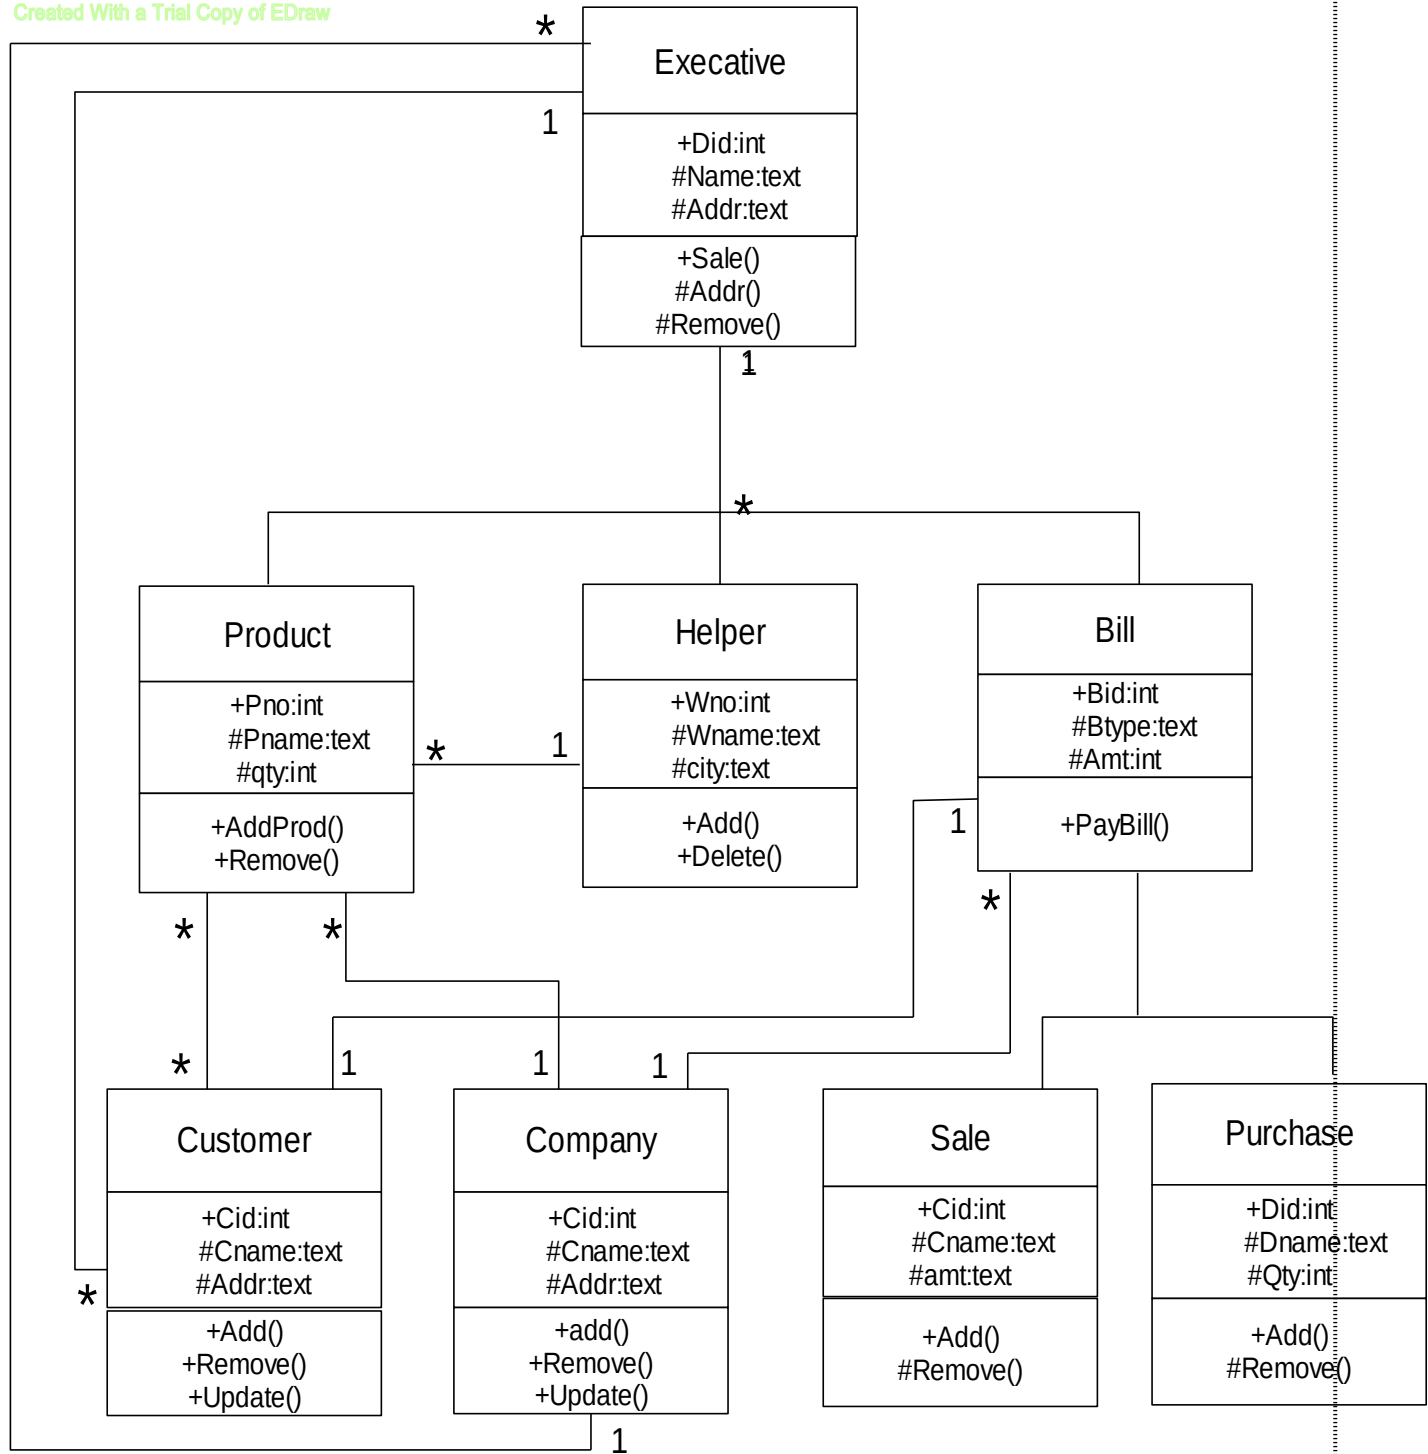 Created With a Trial Copy of EDraw
*
Execative
1
+Did:int
#Name:text
#Addr:text
+Sale()
#Addr()
#Remove()
1
*
Product
Helper
Bill
+Pno:int
#Pname:text
#qty:int
+Wno:int
#Wname:text
#city:text
+Bid:int
#Btype:text
#Amt:int
*
1
+AddProd()
+Remove()
+Add()
+Delete()
1
+PayBill()
*
*
*
*
1
1
1
Customer
Company
Sale
Purchase
+Cid:int
#Cname:text
#Addr:text
+Cid:int
#Cname:text
#Addr:text
+Cid:int
#Cname:text
#amt:text
+Did:int
#Dname:text
#Qty:int
*
+Add()
+Remove()
+Update()
+add()
+Remove()
+Update()
+Add()
#Remove()
+Add()
#Remove()
1